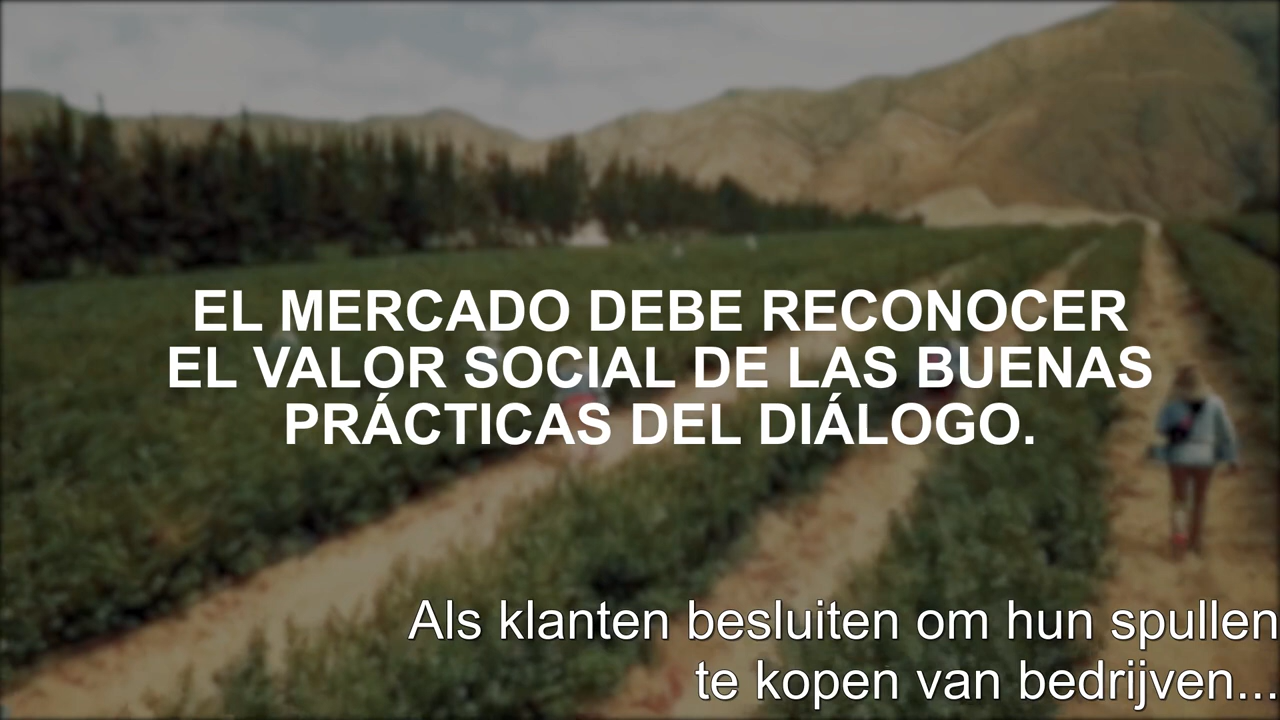 EL MERCADO DEBE RECONOCER
EL VALOR SOCIAL DE LAS BUENAS
PRÁCTICAS DEL DIÁLOGO.
Als klanten besluiten om hun spullen
te kopen van bedrijven...